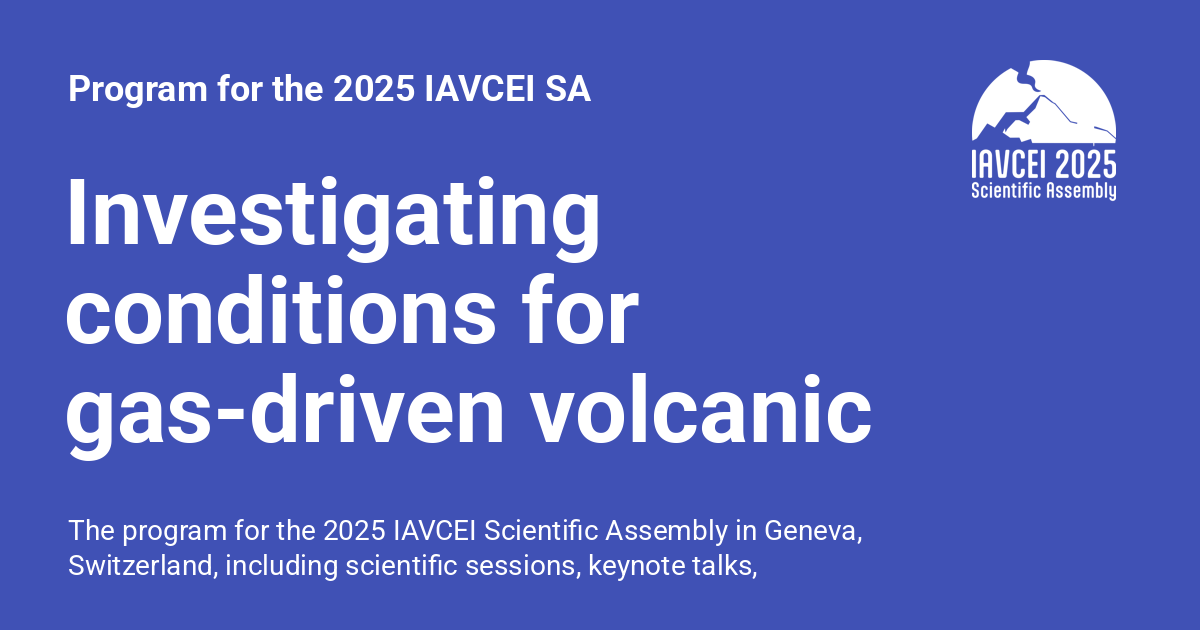 Program for the 2025 IAVCEI SA
IAVCEI 2025
Scientific Assembly
Investigating
conditions for
gas-driven volcanic
The program for the 2025 IAVCEI Scientific Assembly in Geneva,
Switzerland, including scientific sessions, keynote talks,